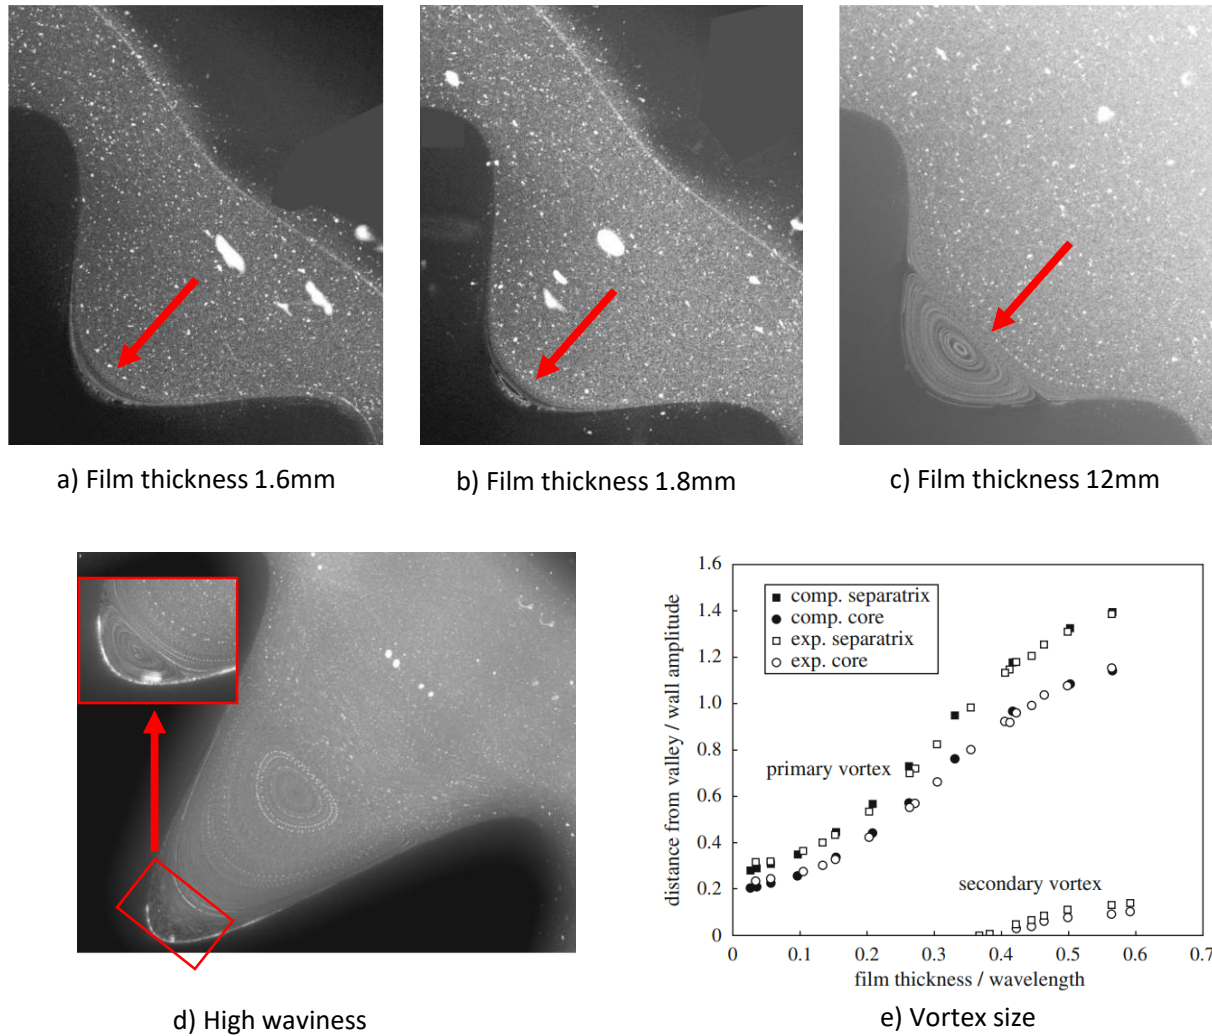 a) Film thickness 1.6mm
b) Film thickness 1.8mm
c) Film thickness 12mm
d) High waviness
distance from valley / wall amplitude
1.6
1.4
1.2
1.0
0.8
0.6
0.4
0.2
0
comp. separatrix
comp. core
exp. separatrix
exp. core
primary vortex
secondary vortex
0 0.1 0.2 0.3 0.4 0.5 0.6 0.7
film thickness / wavelength
e) Vortex size